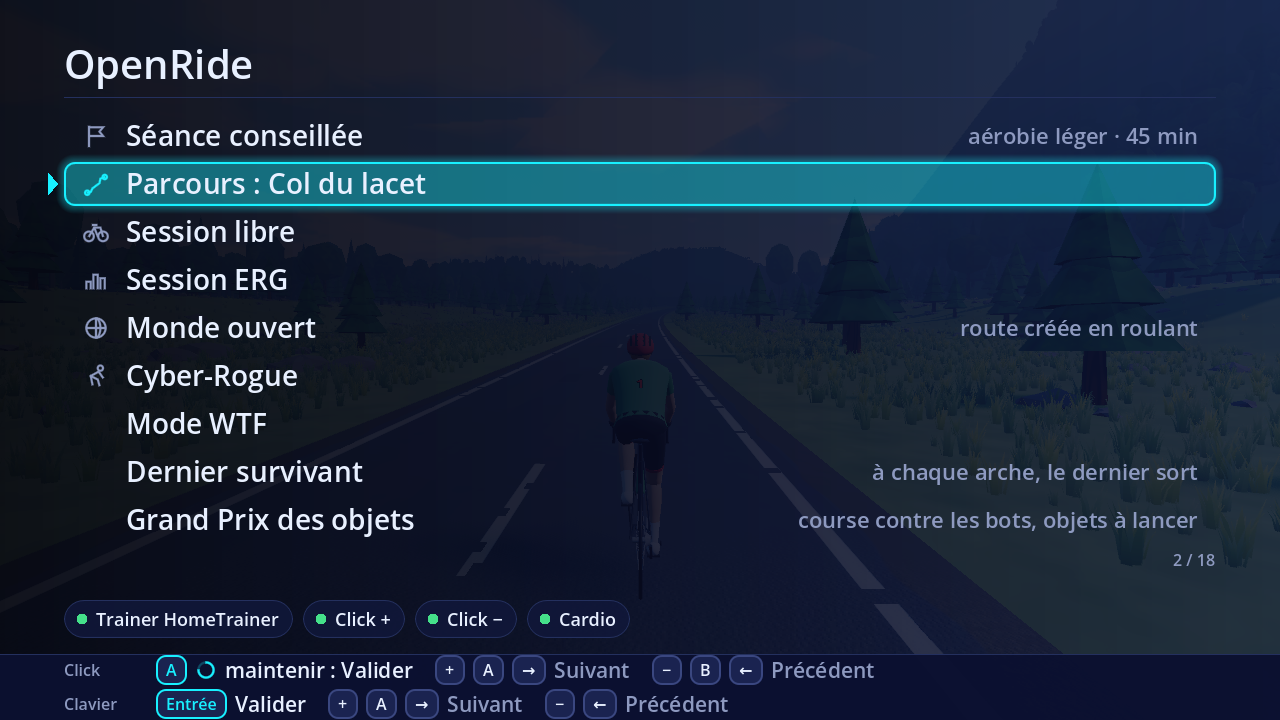 OpenRide
Séance conseillée aérobie léger · 45 min
Parcours : Col du lacet
Session libre
Session ERG
Monde ouvert route créée en roulant
Cyber-Rogue
Mode WTF
Dernier survivant à chaque arche, le dernier sort
Grand Prix des objets course contre les bots, objets à lancer
2 / 18
Trainer HomeTrainer Click + Click − Cardio
Click A maintenir : Valider + A → Suivant − B ← Précédent
Clavier Entrée Valider + A → Suivant − ← Précédent